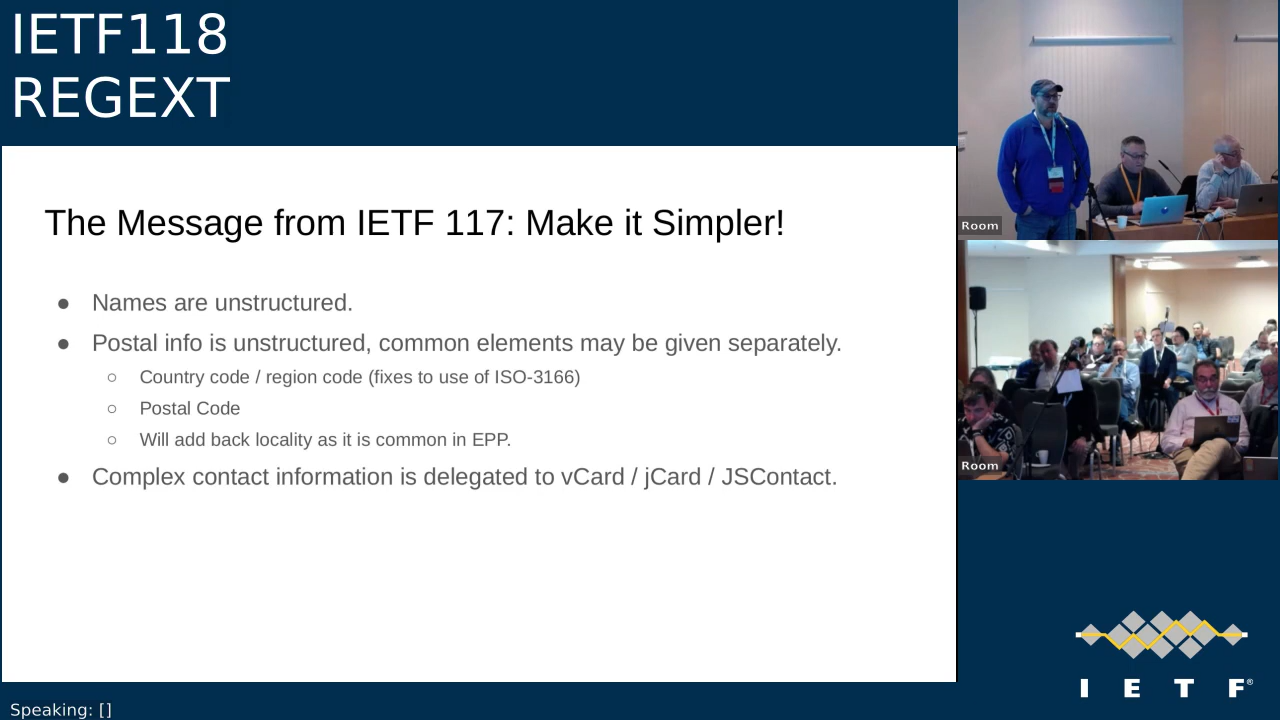 IETF118
REGEXT
The Message from IETF 117: Make it Simpler!
● Names are unstructured.
● Postal info is unstructured, common elements may be given separately.
○ Country code / region code (fixes to use of ISO-3166)
○ Postal Code
○ Will add back locality as it is common in EPP.
● Complex contact information is delegated to vCard / jCard / JSContact.
Room
Room
I E T F®
Speaking: []